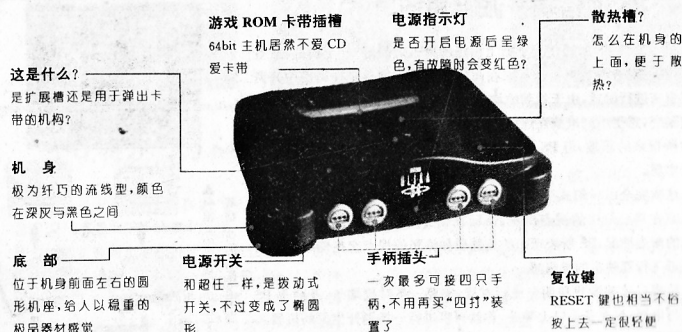 游戏 ROM 卡带插槽
64bit 主机居然不爱 CD
爱卡带
电源指示灯
是否开启电源后呈绿
色,有故障时会变红色?
散热槽?
怎么在机身的
上面,便于散
热?
这是什么?
是扩展槽还是用于弹出卡
带的机构?
机 身
极为纤巧的流线型,颜色
在深灰与黑色之间
底 部
位于机身前面左右的圆
形机座,给人以稳重的
极品器材感觉
电源开关
和超任一样,是拨动式
开关,不过变成了椭圆
形
手柄插头
一次最多可接四只手
柄,不用再买“四打”装
置了
复位键
RESET 键也相当不俗
按上去一定很轻便